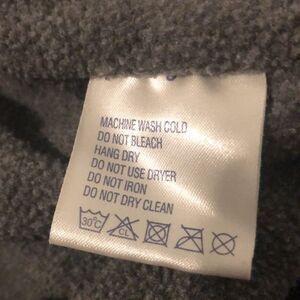 MACHINE WASH COLD
DO NOT BLEACH
HANG DRY
DO NOT USE DRYER
DO NOT IRON
DO NOT DRY CLEAN
30°C CL